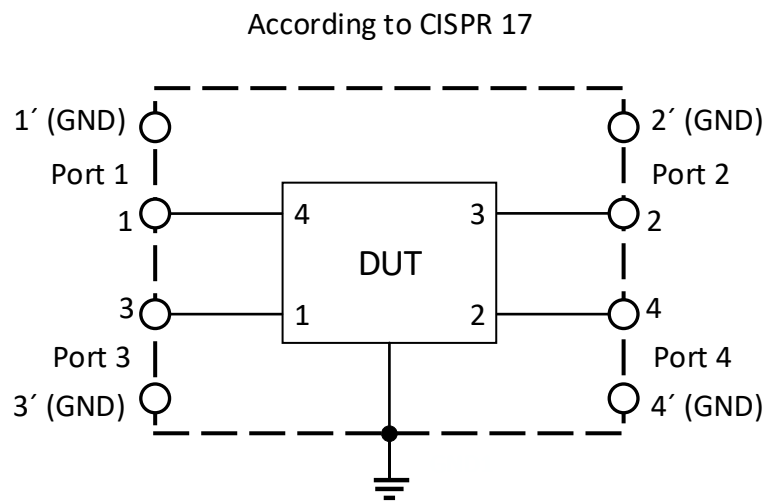 According to CISPR 17
1´ (GND)
2´ (GND)
Port 1
Port 2
1
4
3
2
DUT
3
1
2
4
Port 3
Port 4
3´ (GND)
4´ (GND)